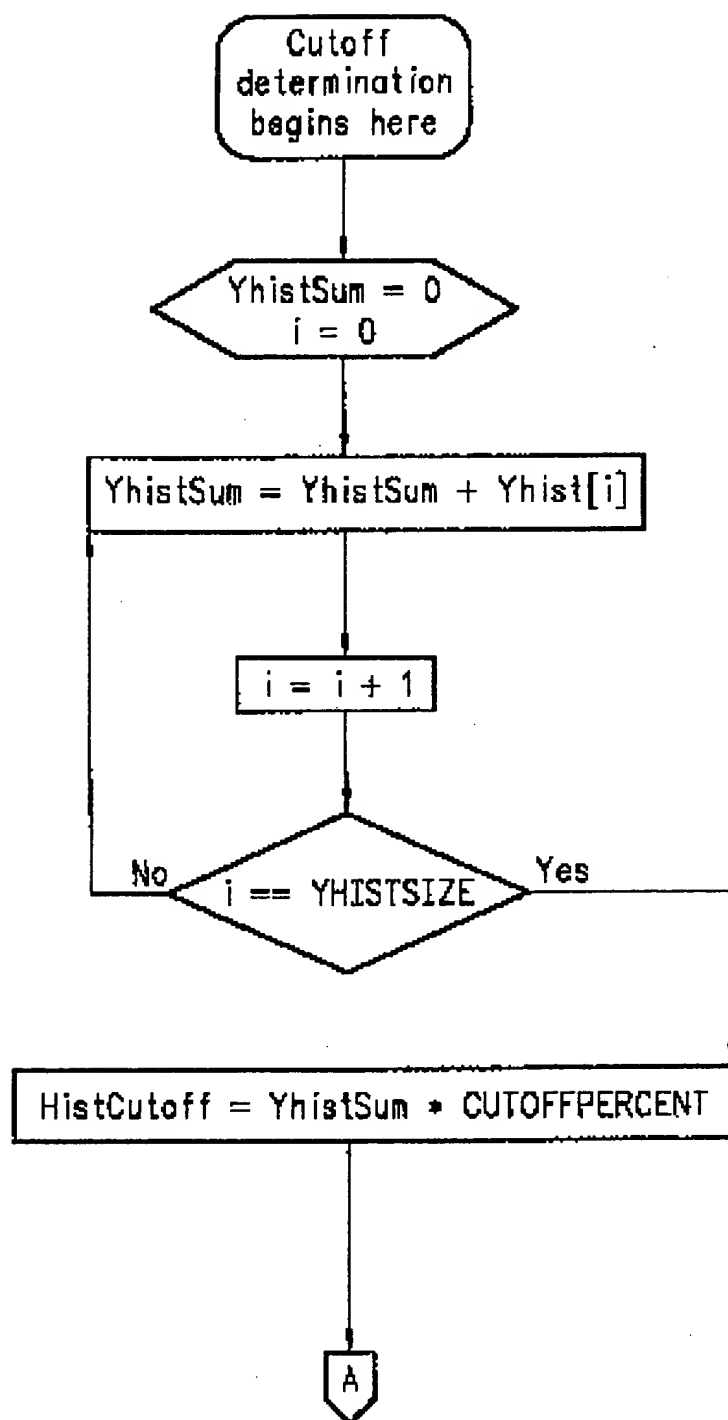 Cutoff
determination
begins here
YhistSum = 0
i = 0
YhistSum = YhistSum + Yhist[i]
i = i + 1
No
i == YHISTSIZE
Yes
HistCutoff = YhistSum * CUTOFFPERCENT
A